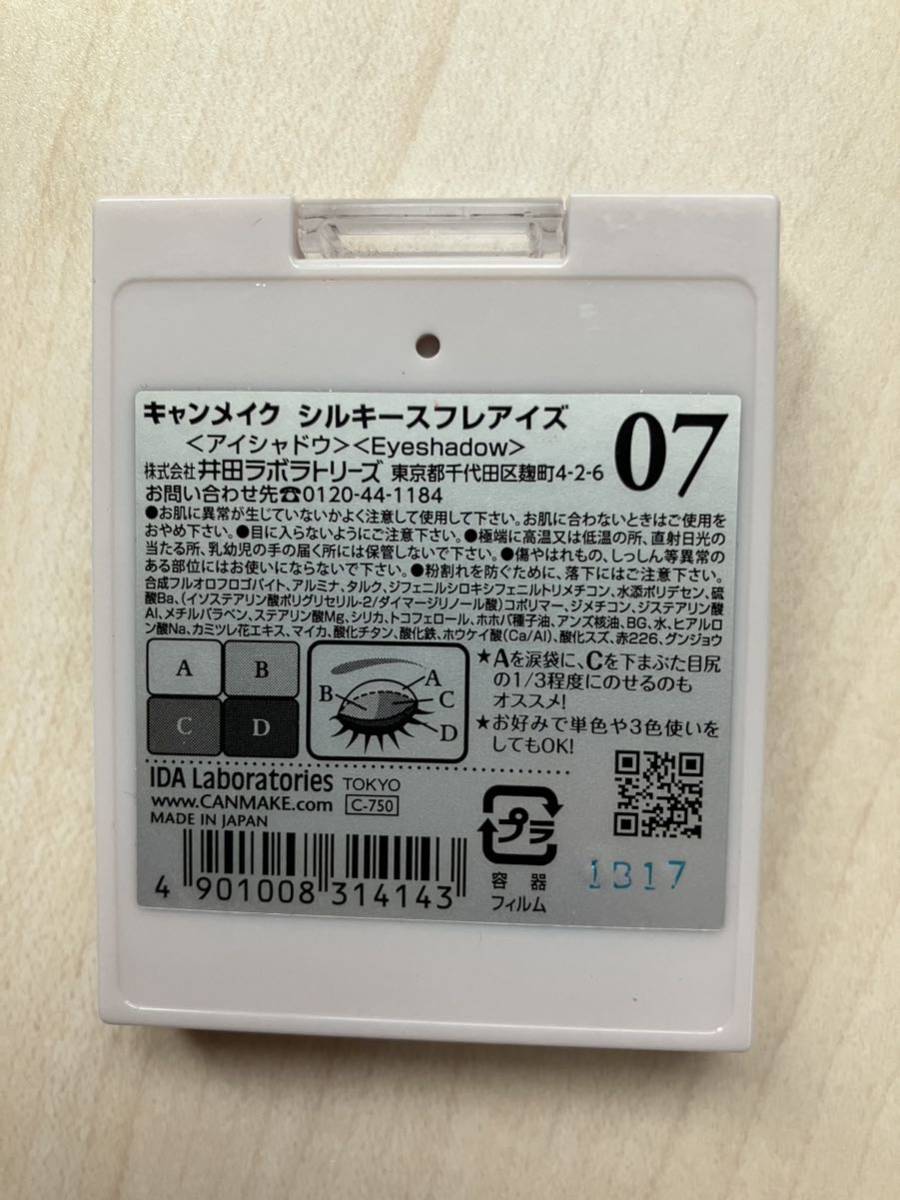 キャンメイク シルキースフレアイズ
<アイシャドウ><Eyeshadow>
07
株式会社 井田ラボラトリーズ 東京都千代田区麹町4-2-6
お問い合わせ先☎0120-44-1184
●お肌に異常が生じていないかよく注意して使用して下さい。お肌に合わないときはご使用を
おやめ下さい。●目に入らないようにご注意下さい。●極端に高温又は低温の所、直射日光の
当たる所、乳幼児の手の届く所には保管しないで下さい。●傷やはれもの、しっしん等異常の
ある部位にはお使いにならないで下さい。●粉割れを防ぐために、落下にはご注意下さい。
合成フルオロフロゴパイト、アルミナ、タルク、ジフェニルシロキシフェニルトリメチコン、水添ポリデセン、硫
酸Ba、(イソステアリン酸ポリグリセリル-2/ダイマージリノール酸)コポリマー、ジメチコン、ジステアリン酸
Al、メチルパラベン、ステアリン酸Mg、シリカ、トコフェロール、ホホバ種子油、アンズ核油、BG、水、ヒアルロ
ン酸Na、カミツレ花エキス、マイカ、酸化チタン、酸化鉄、ホウケイ酸(Ca/Al)、酸化スズ、赤226、グンジョウ
A B
C D
A
B
C
D
★Aを涙袋に、Cを下まぶた目尻
の1/3程度にのせるのも
オススメ!
★お好みで単色や3色使いを
してもOK!
IDA Laboratories TOKYO
www.CANMAKE.com C-750
MADE IN JAPAN
4 901008 314143
プラ
容器
フィルム
1B17